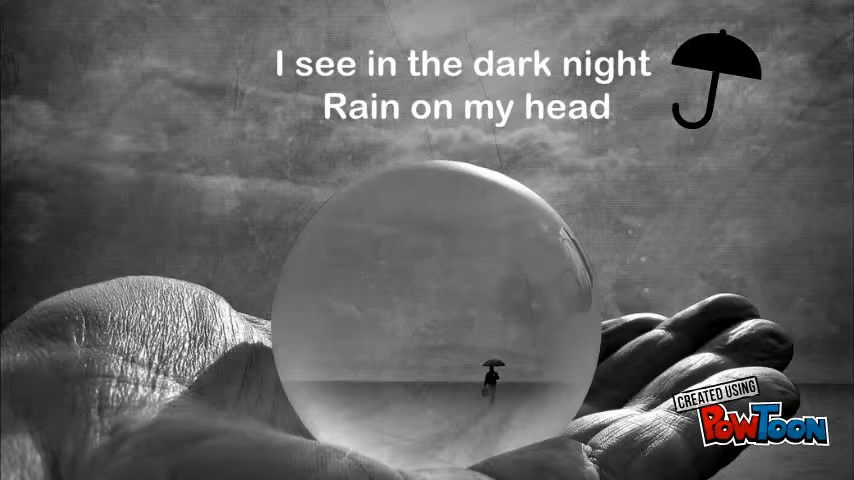 I see in the dark night
Rain on my head
CREATED USING
POWTOON